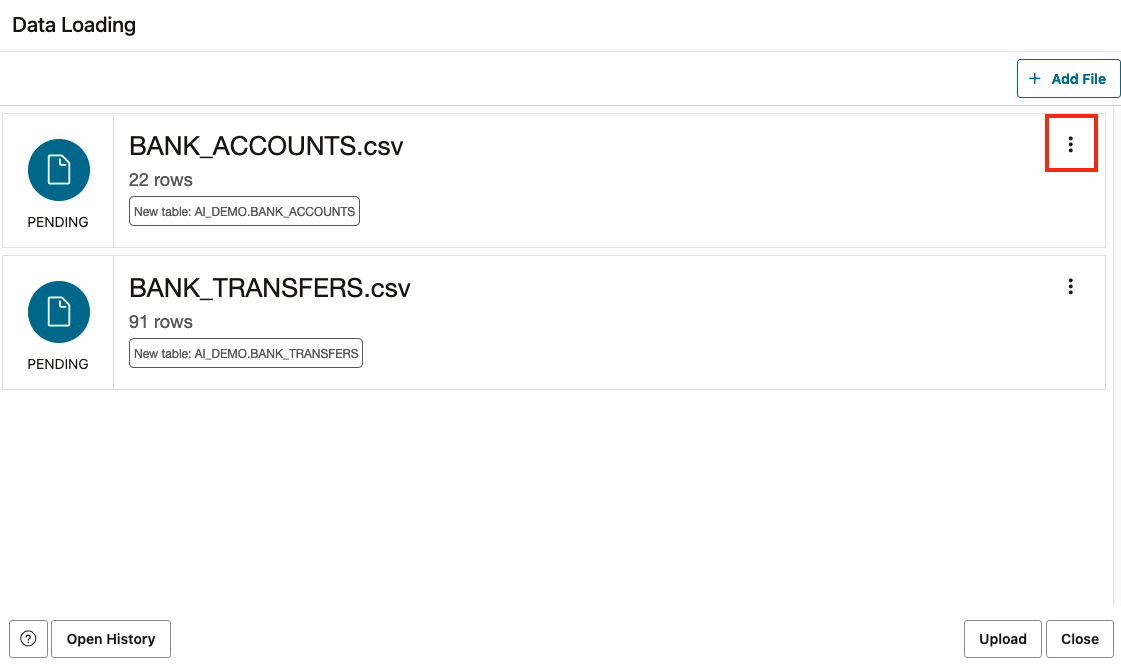 Data Loading
+ Add File
BANK_ACCOUNTS.csv
22 rows
New table: AI_DEMO.BANK_ACCOUNTS
PENDING
BANK_TRANSFERS.csv
91 rows
New table: AI_DEMO.BANK_TRANSFERS
PENDING
? Open History Upload Close